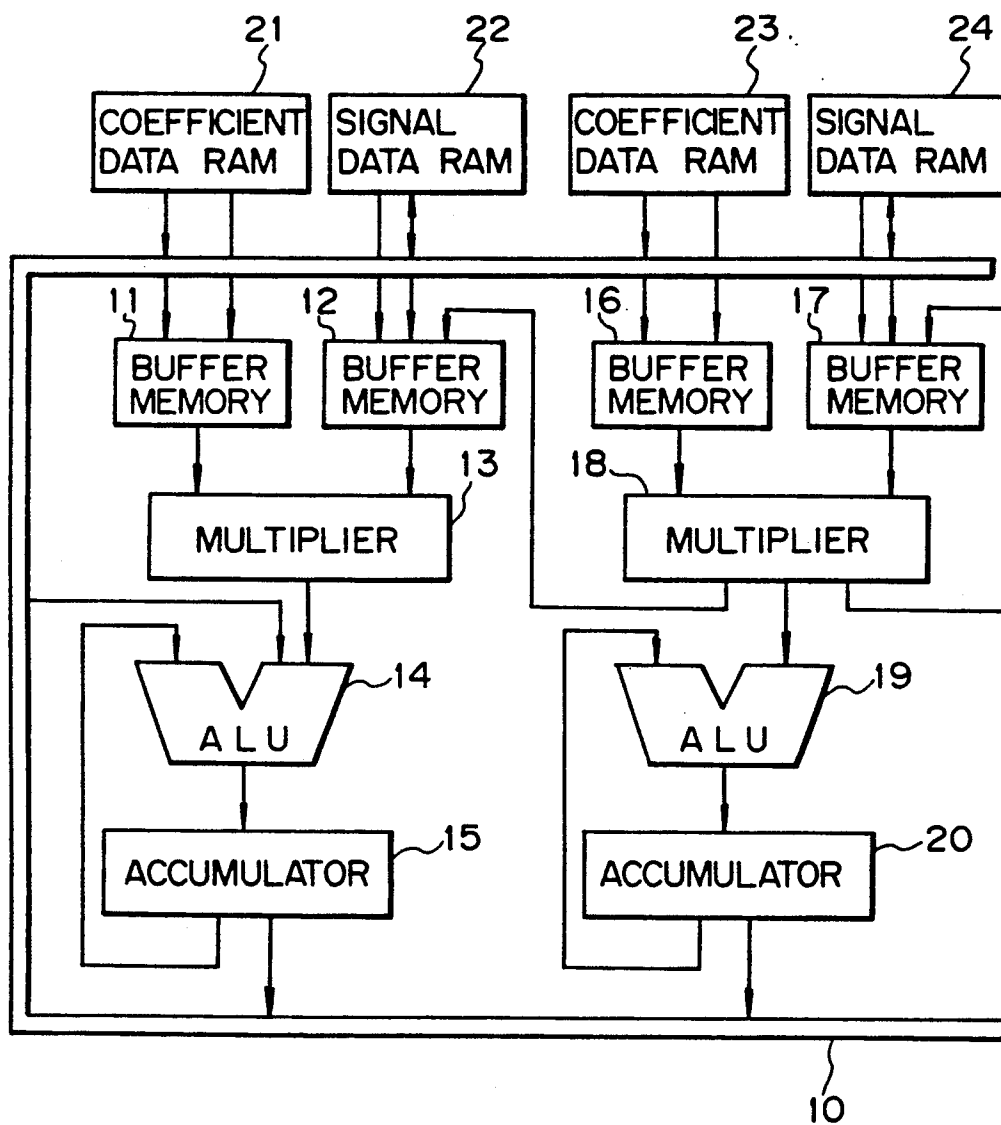 21 22 23 24
COEFFICIENT DATA RAM
SIGNAL DATA RAM
COEFFICIENT DATA RAM
SIGNAL DATA RAM
11 12 16 17
BUFFER MEMORY
BUFFER MEMORY
BUFFER MEMORY
BUFFER MEMORY
13 18
MULTIPLIER
MULTIPLIER
14 19
ALU
ALU
15 20
ACCUMULATOR
ACCUMULATOR
10